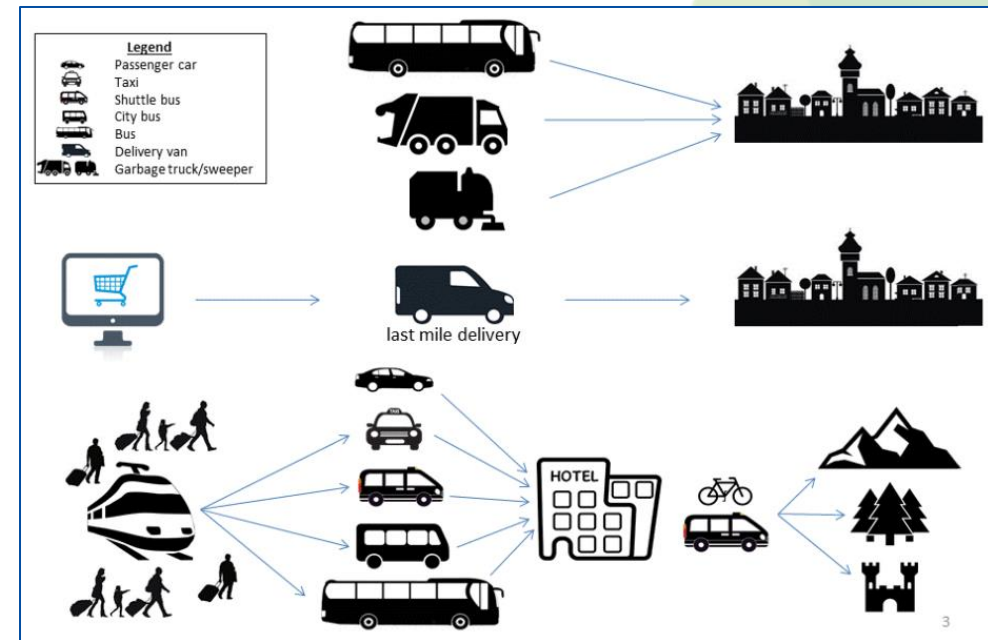 Legend
Passenger car
Taxi
Shuttle bus
City bus
Bus
Delivery van
Garbage truck/sweeper
last mile delivery
TAXI
HOTEL
3